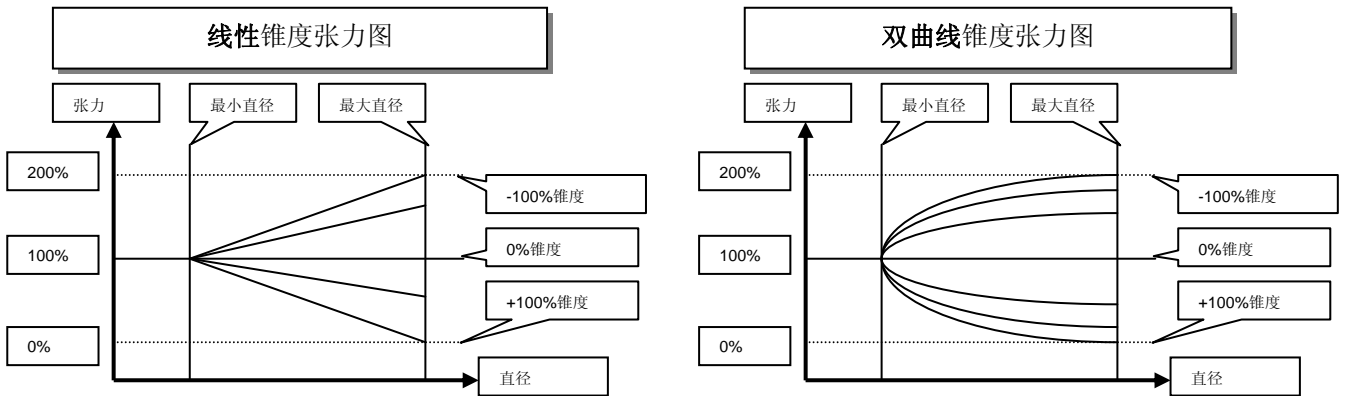 线性锥度张力图
张力
最小直径
最大直径
200%
-100%锥度
100%
0%锥度
+100%锥度
0%
直径
双曲线锥度张力图
张力
最小直径
最大直径
200%
-100%锥度
100%
0%锥度
+100%锥度
0%
直径